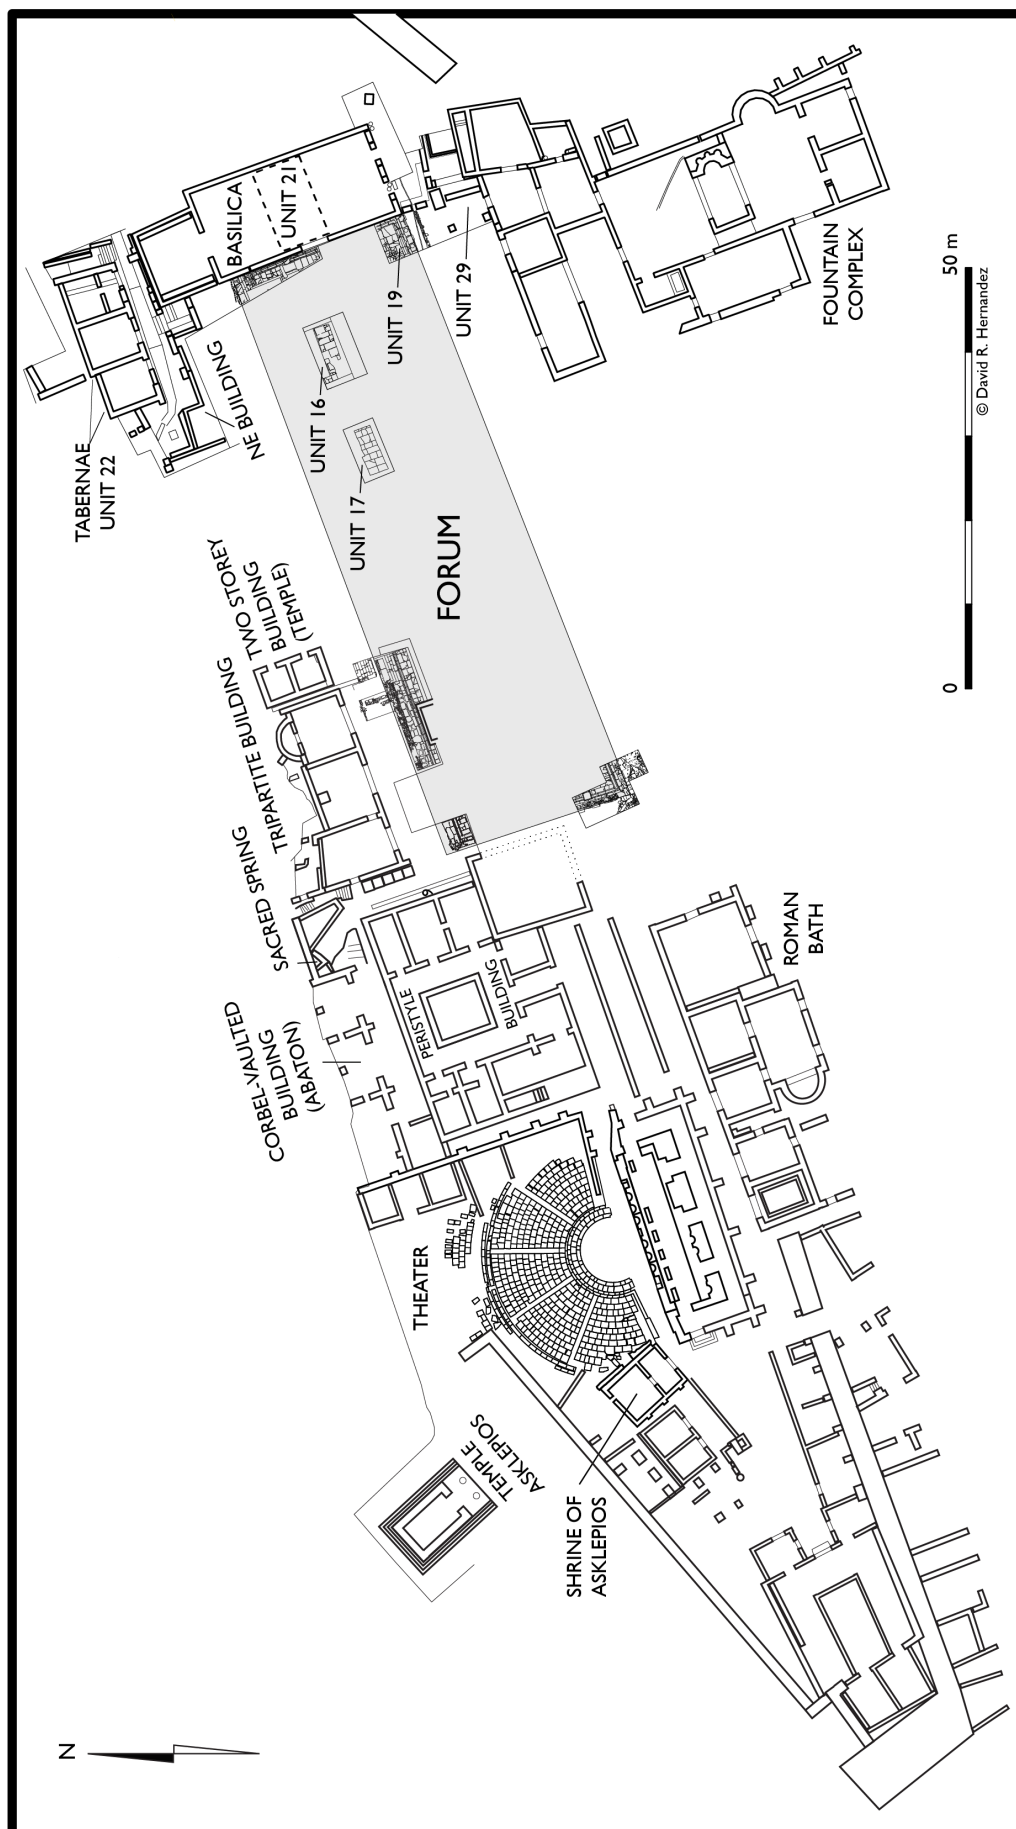 N
TEMPLE
ASKLEPIOS
SHRINE OF
ASKLEPIOS
THEATER
CORBEL-VAULTED
BUILDING
(ABATON)
SACRED SPRING
TRIPARTITE BUILDING
TWO STOREY
BUILDING
(TEMPLE)
PERISTYLE
BUILDING
ROMAN
BATH
FORUM
UNIT 17
UNIT 16
UNIT 19
UNIT 29
TABERNAE
UNIT 22
NE BUILDING
BASILICA
UNIT 21
FOUNTAIN
COMPLEX
0
50 m
© David R. Hernandez